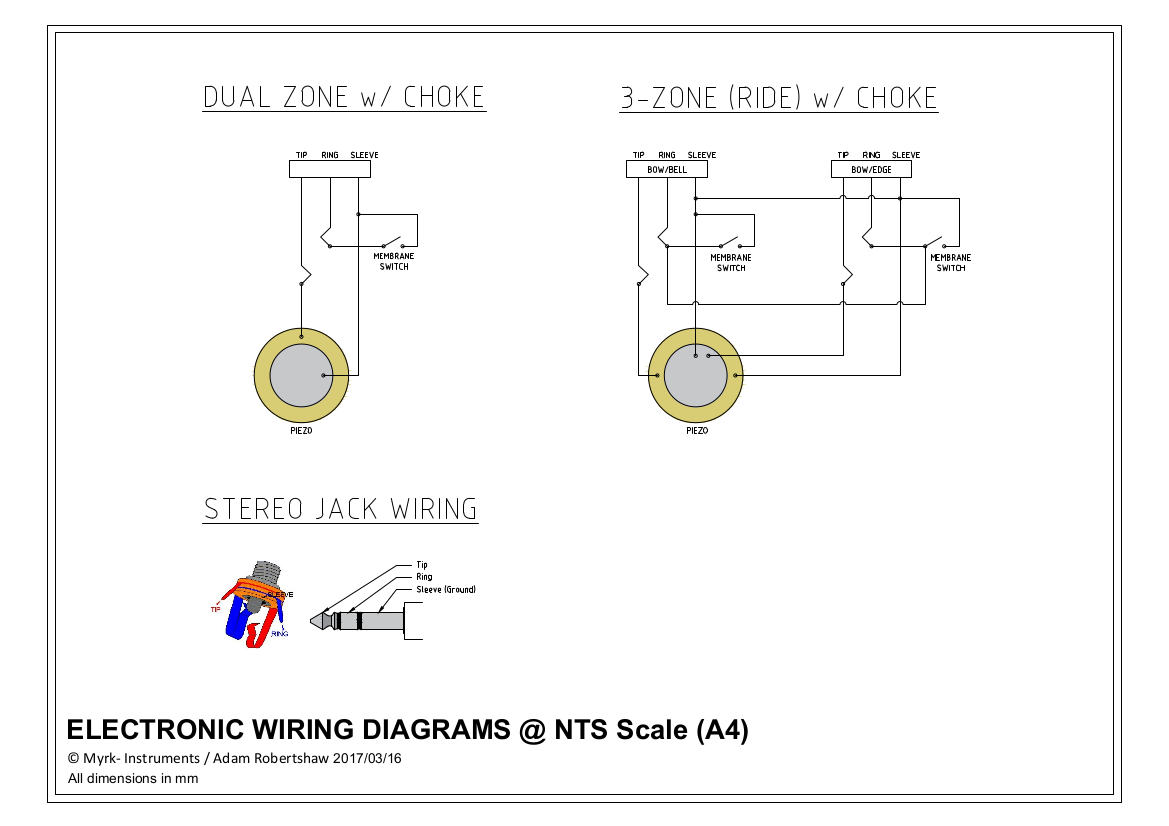 DUAL ZONE w/ CHOKE
3-ZONE (RIDE) w/ CHOKE
TIP RING SLEEVE
MEMBRANE
SWITCH
PIEZO
TIP RING SLEEVE
BOW/BELL
TIP RING SLEEVE
BOW/EDGE
MEMBRANE
SWITCH
MEMBRANE
SWITCH
PIEZO
STEREO JACK WIRING
TIP
SLEEVE
RING
Tip
Ring
Sleeve (Ground)
ELECTRONIC WIRING DIAGRAMS @ NTS Scale (A4)
© Myrk- Instruments / Adam Robertshaw 2017/03/16
All dimensions in mm